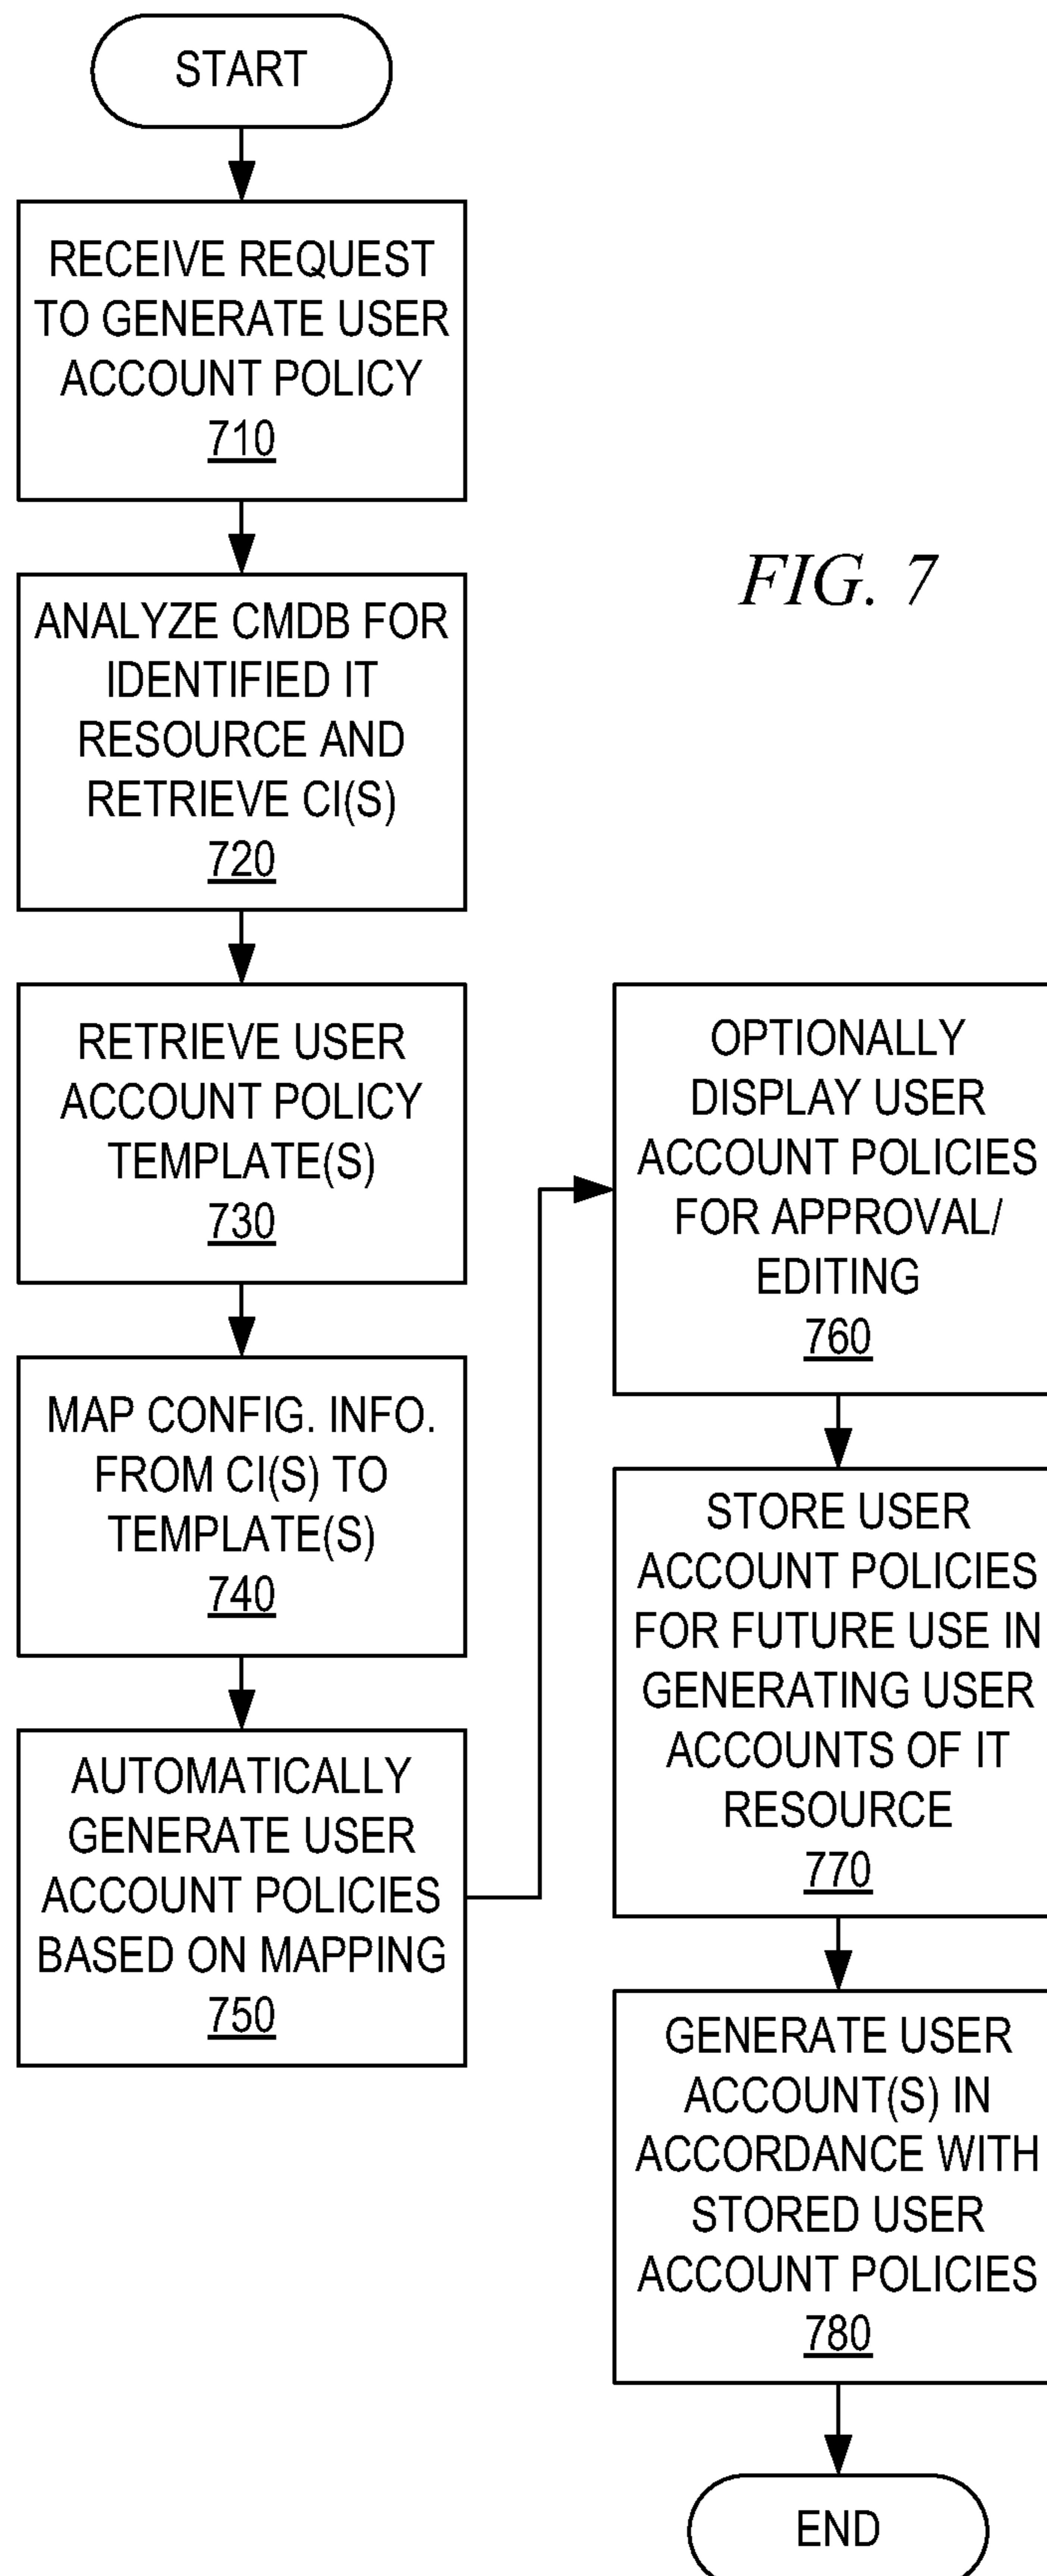 START
RECEIVE REQUEST
TO GENERATE USER
ACCOUNT POLICY
710
ANALYZE CMDB FOR
IDENTIFIED IT
RESOURCE AND
RETRIEVE CI(S)
720
RETRIEVE USER
ACCOUNT POLICY
TEMPLATE(S)
730
MAP CONFIG. INFO.
FROM CI(S) TO
TEMPLATE(S)
740
AUTOMATICALLY
GENERATE USER
ACCOUNT POLICIES
BASED ON MAPPING
750
FIG. 7
OPTIONALLY
DISPLAY USER
ACCOUNT POLICIES
FOR APPROVAL/
EDITING
760
STORE USER
ACCOUNT POLICIES
FOR FUTURE USE IN
GENERATING USER
ACCOUNTS OF IT
RESOURCE
770
GENERATE USER
ACCOUNT(S) IN
ACCORDANCE WITH
STORED USER
ACCOUNT POLICIES
780
END